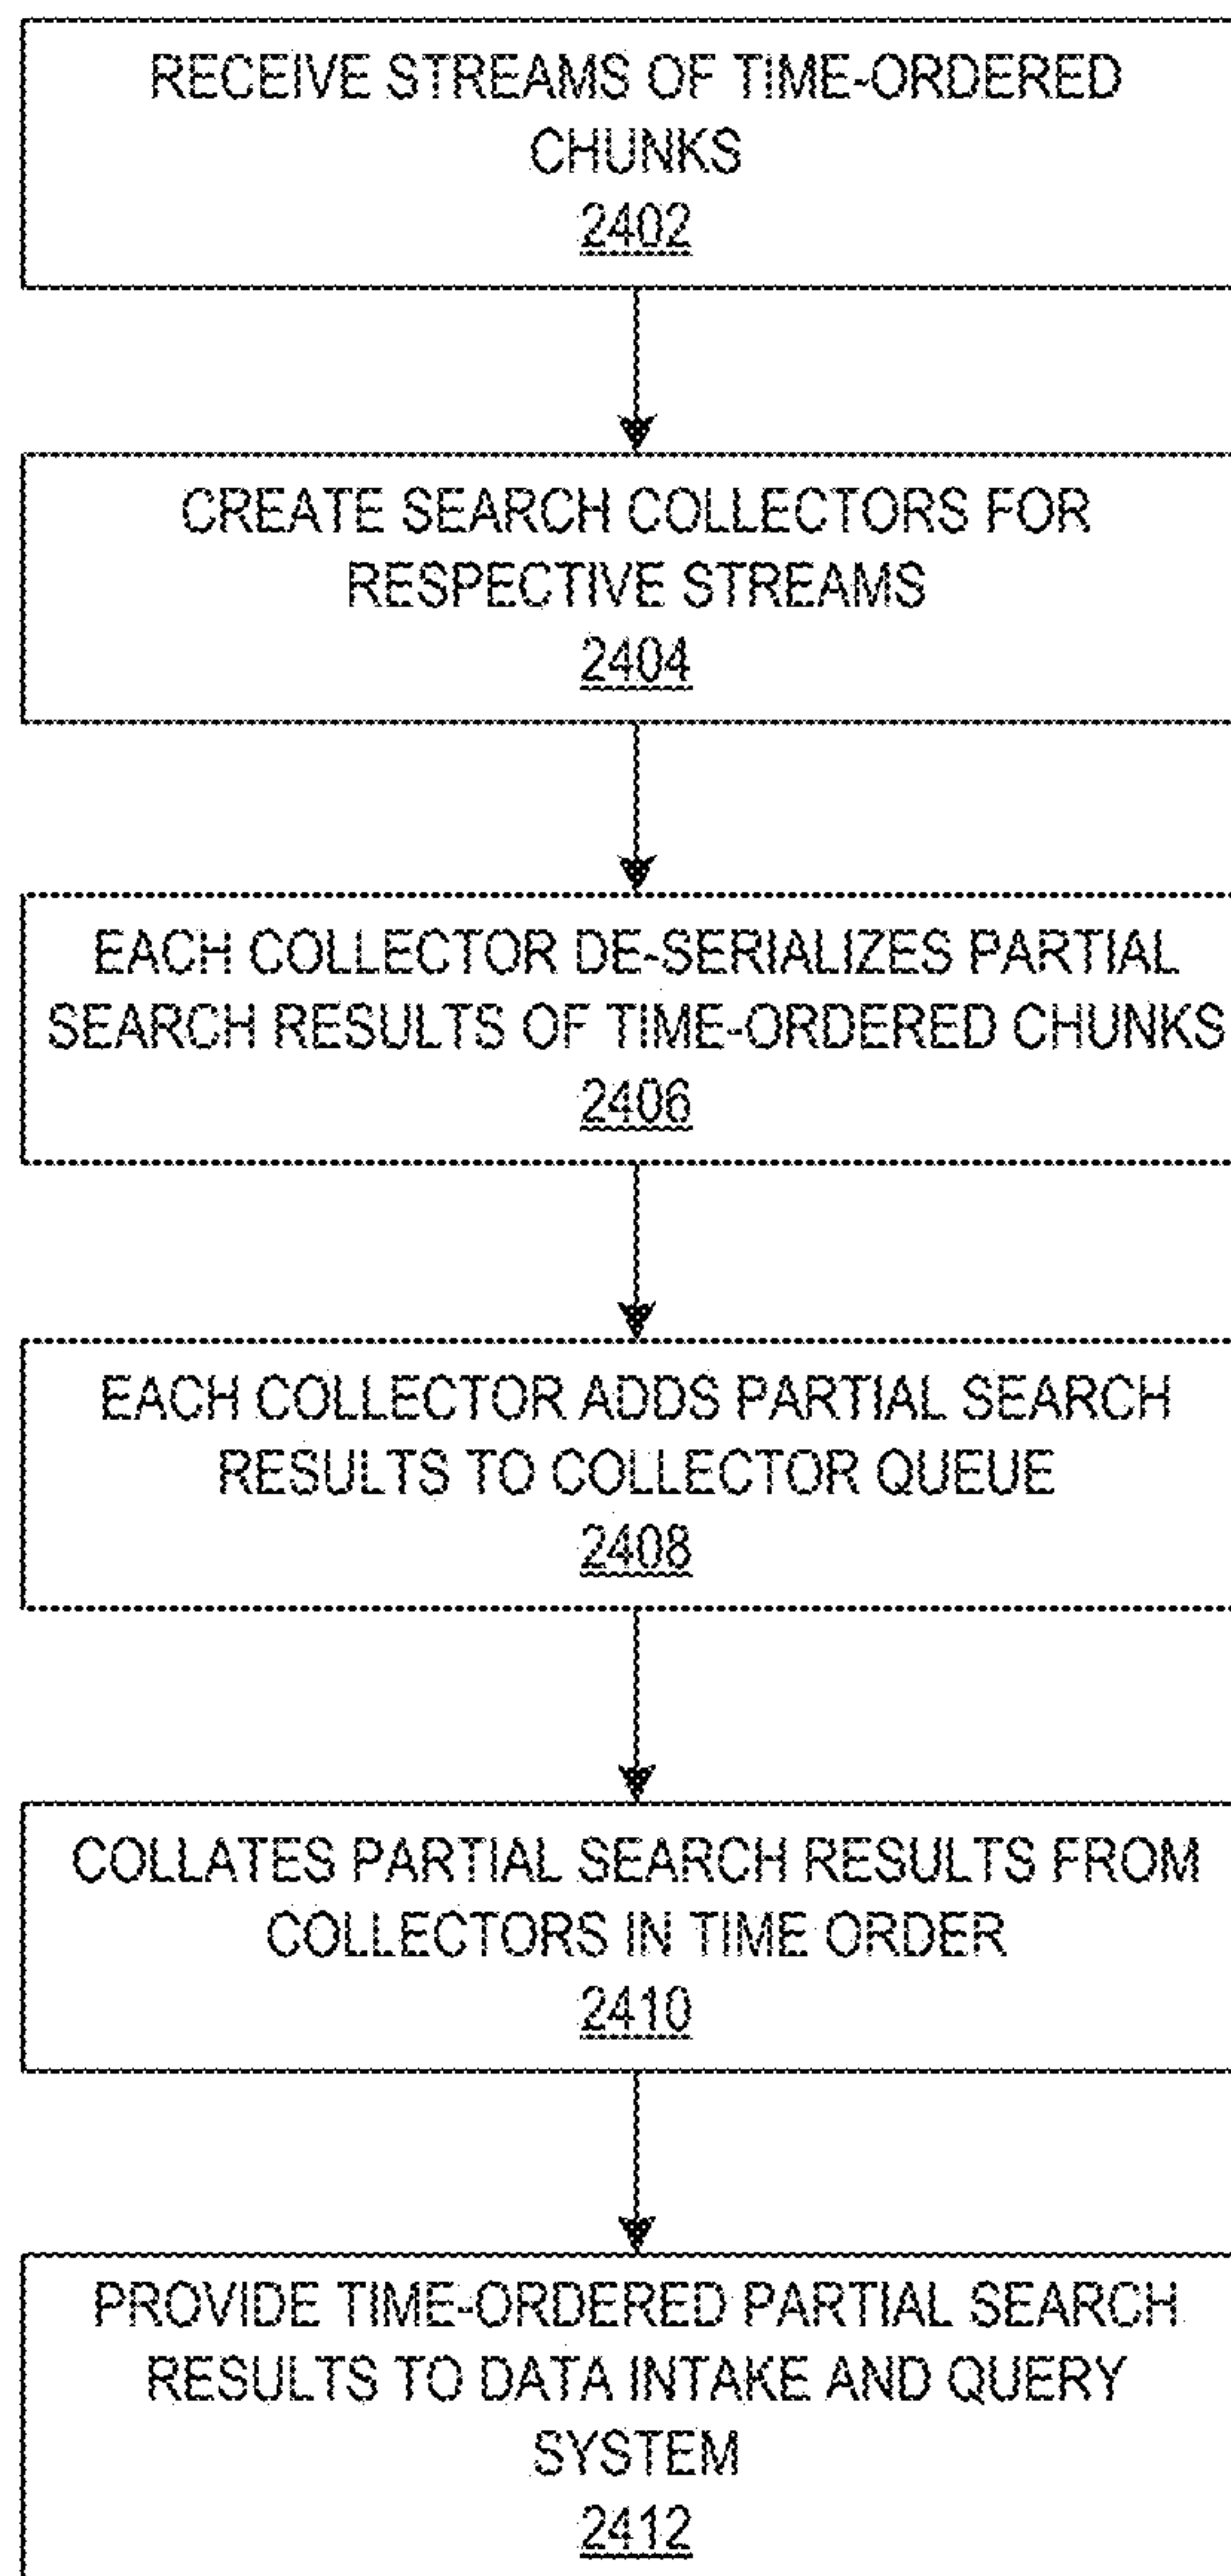 RECEIVE STREAMS OF TIME-ORDERED
CHUNKS
2402
CREATE SEARCH COLLECTORS FOR
RESPECTIVE STREAMS
2404
EACH COLLECTOR DE-SERIALIZES PARTIAL
SEARCH RESULTS OF TIME-ORDERED CHUNKS
2406
EACH COLLECTOR ADDS PARTIAL SEARCH
RESULTS TO COLLECTOR QUEUE
2408
COLLATES PARTIAL SEARCH RESULTS FROM
COLLECTORS IN TIME ORDER
2410
PROVIDE TIME-ORDERED PARTIAL SEARCH
RESULTS TO DATA INTAKE AND QUERY
SYSTEM
2412